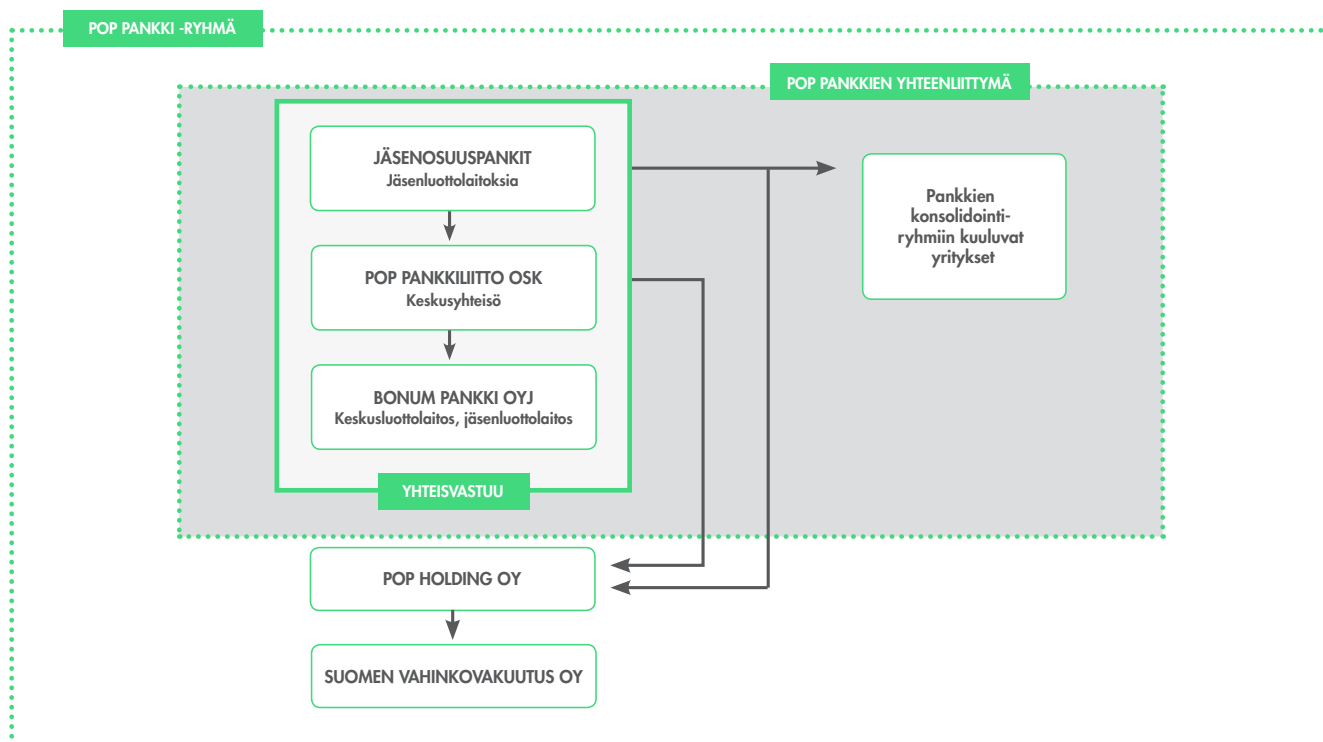 POP PANKKI -RYHMÄ
POP PANKKIEN YHTEENLIITTYMÄ
JÄSENOSUUSPANKIT
Jäsenluottolaitoksia
POP PANKKILIITTO OSK
Keskusyhteisö
BONUM PANKKI OYJ
Keskusluottolaitos, jäsenluottolaitos
YHTEISVASTUU
Pankkien
konsolidointi-
ryhmiin kuuluvat
yritykset
POP HOLDING OY
SUOMEN VAHINKOVAKUUTUS OY